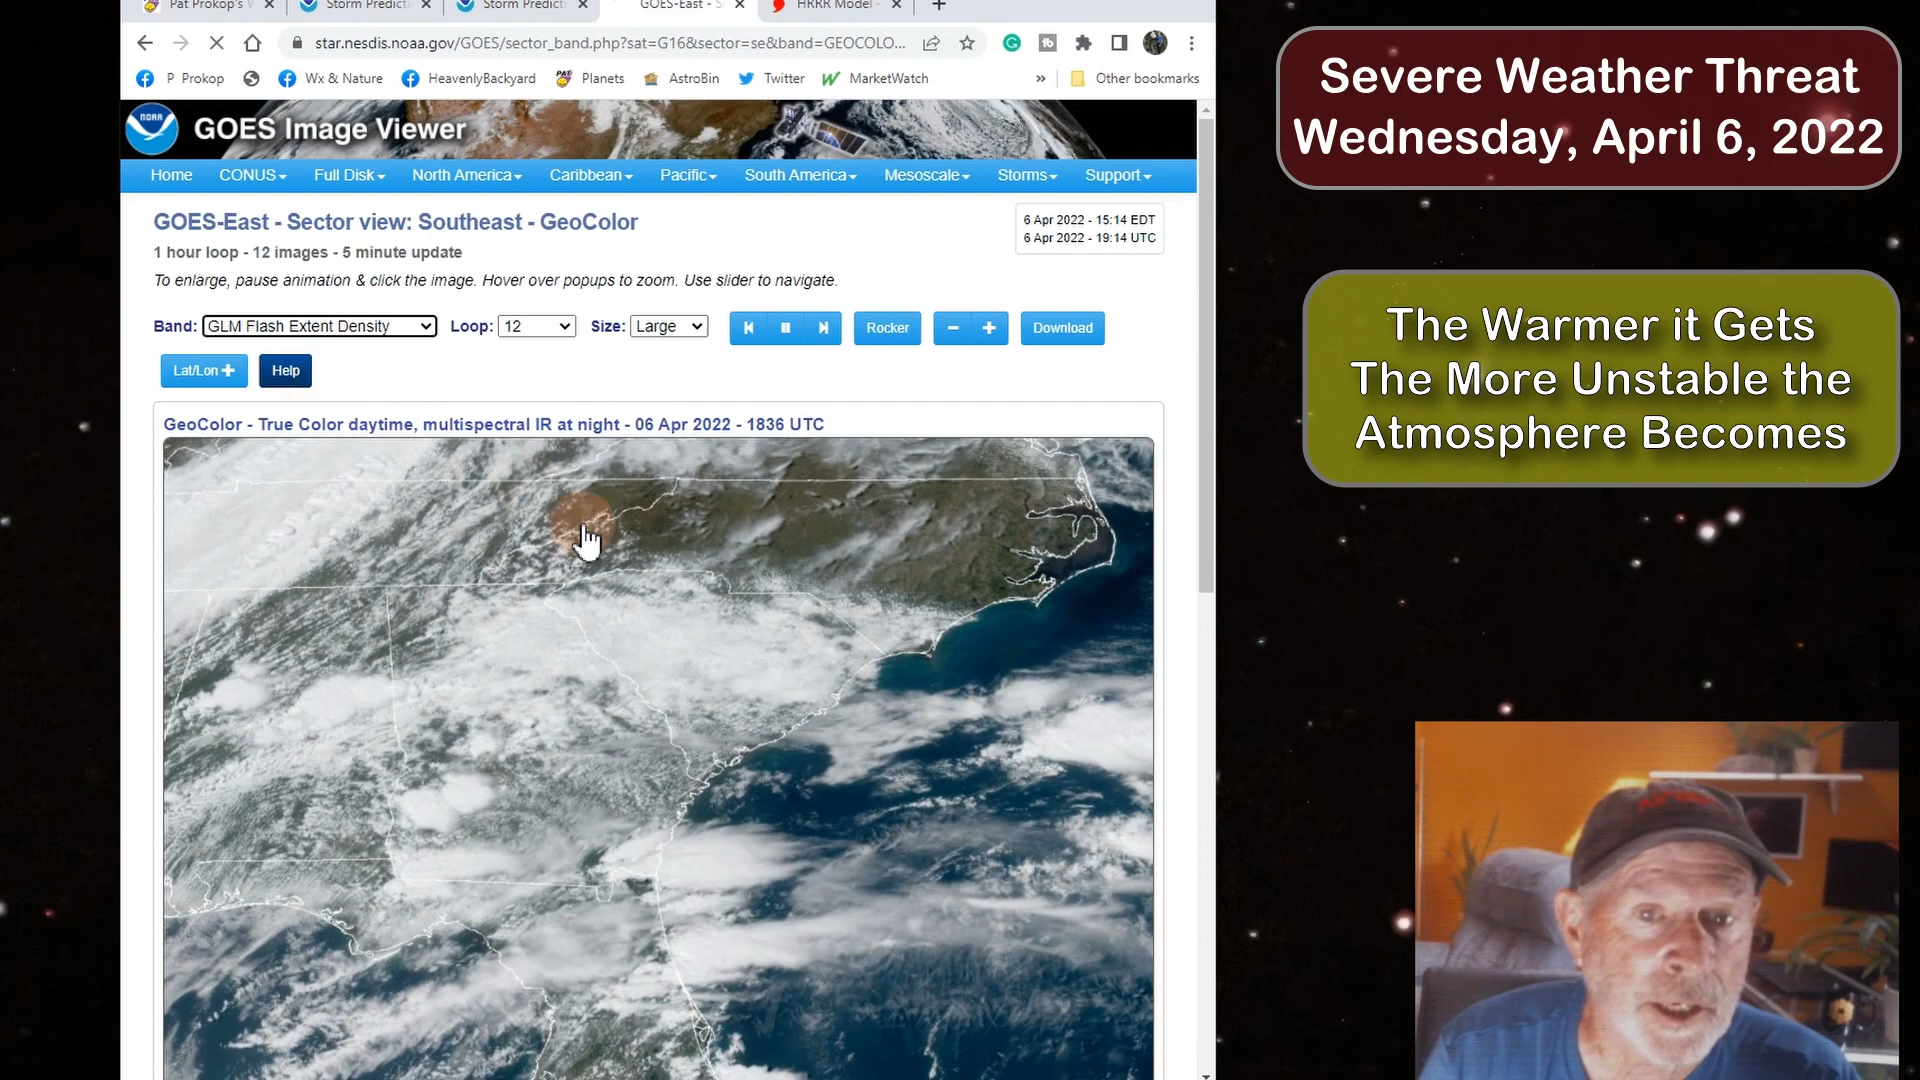 Pat Prokop's
Storm Predict
Storm Predict
GOES-East - S
HRRR Model -
star.nesdis.noaa.gov/GOES/sector_band.php?sat=G16&sector=se&band=GEOCOLO...
P Prokop
Wx & Nature
HeavenlyBackyard
PAT
Planets
AstroBin
Twitter
MarketWatch
»
Other bookmarks
NOAA
GOES Image Viewer
Home
CONUS
Full Disk
North America
Caribbean
Pacific
South America
Mesoscale
Storms
Support
GOES-East - Sector view: Southeast - GeoColor
1 hour loop - 12 images - 5 minute update
To enlarge, pause animation & click the image. Hover over popups to zoom. Use slider to navigate.
6 Apr 2022 - 15:14 EDT
6 Apr 2022 - 19:14 UTC
Band: GLM Flash Extent Density Loop: 12 Size: Large
Rocker
Download
Lat/Lon
Help
GeoColor - True Color daytime, multispectral IR at night - 06 Apr 2022 - 1836 UTC
Severe Weather Threat
Wednesday, April 6, 2022
The Warmer it Gets
The More Unstable the
Atmosphere Becomes